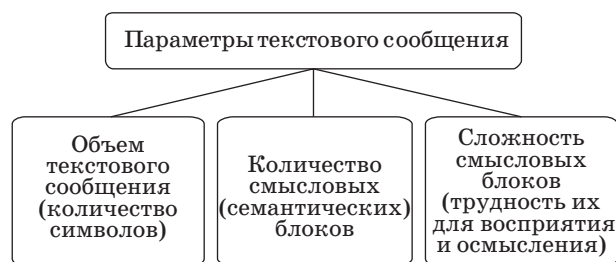 Параметры текстового сообщения
Объем
текстового
сообщения
(количество
символов)
Количество
смысловых
(семантических)
блоков
Сложность
смысловых
блоков
(трудность их
для восприятия
и осмысления)